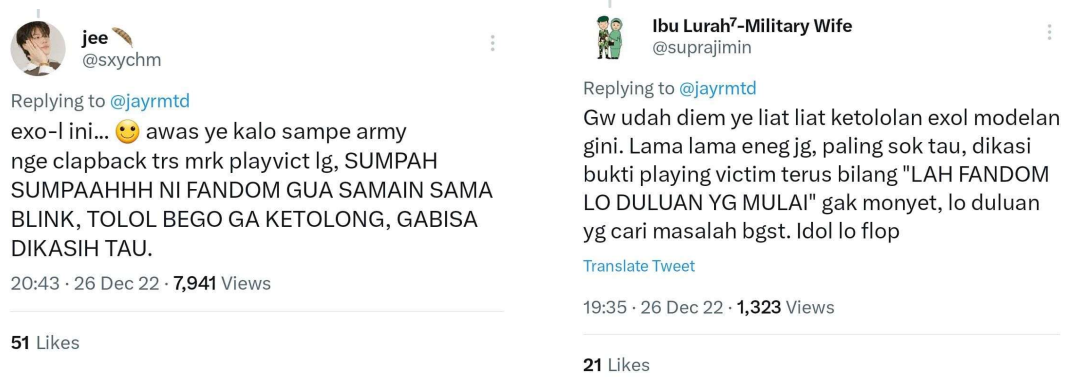 jee 🪶
@sxychm
Replying to @jayrmtd
exo-l ini... 🙂 awas ye kalo sampe army
nge clapback trs mrk playvict lg, SUMPAH
SUMPAAHHH NI FANDOM GUA SAMAIN SAMA
BLINK, TOLOL BEGO GA KETOLONG, GABISA
DIKASIH TAU.
20:43 · 26 Dec 22 · 7,941 Views
51 Likes
Ibu Lurah⁷-Military Wife
@suprajimin
Replying to @jayrmtd
Gw udah diem ye liat liat ketololan exol modelan
gini. Lama lama eneg jg, paling sok tau, dikasi
bukti playing victim terus bilang "LAH FANDOM
LO DULUAN YG MULAI" gak monyet, lo duluan
yg cari masalah bgst. Idol lo flop
Translate Tweet
19:35 · 26 Dec 22 · 1,323 Views
21 Likes